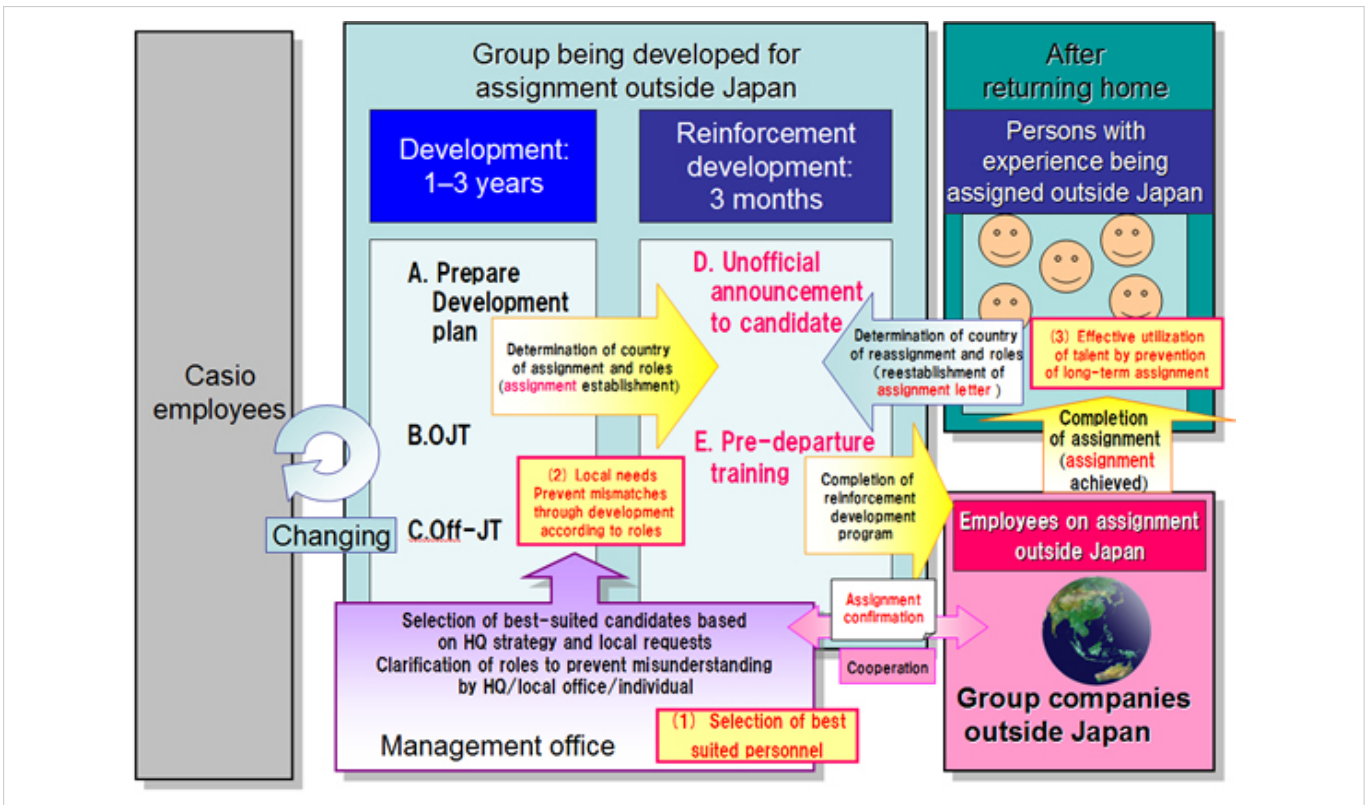 Casio
employees
Changing
Group being developed for
assignment outside Japan
Development:
1–3 years
A. Prepare
Development
plan
B.OJT
C.Off-JT
Determination of country
of assignment and roles
(assignment establishment)
(2) Local needs
Prevent mismatches
through development
according to roles
Reinforcement
development:
3 months
D. Unofficial
announcement
to candidate
E. Pre-departure
training
Completion of
reinforcement
development
program
Selection of best-suited candidates based
on HQ strategy and local requests
Clarification of roles to prevent misunderstanding
by HQ/local office/individual
Management office
(1) Selection of best
suited personnel
Assignment
confirmation
Cooperation
After
returning home
Persons with
experience being
assigned outside Japan
Determination of country
of reassignment and roles
(reestablishment of
assignment letter )
(3) Effective utilization
of talent by prevention
of long-term assignment
Completion
of assignment
(assignment
achieved)
Employees on assignment
outside Japan
Group companies
outside Japan